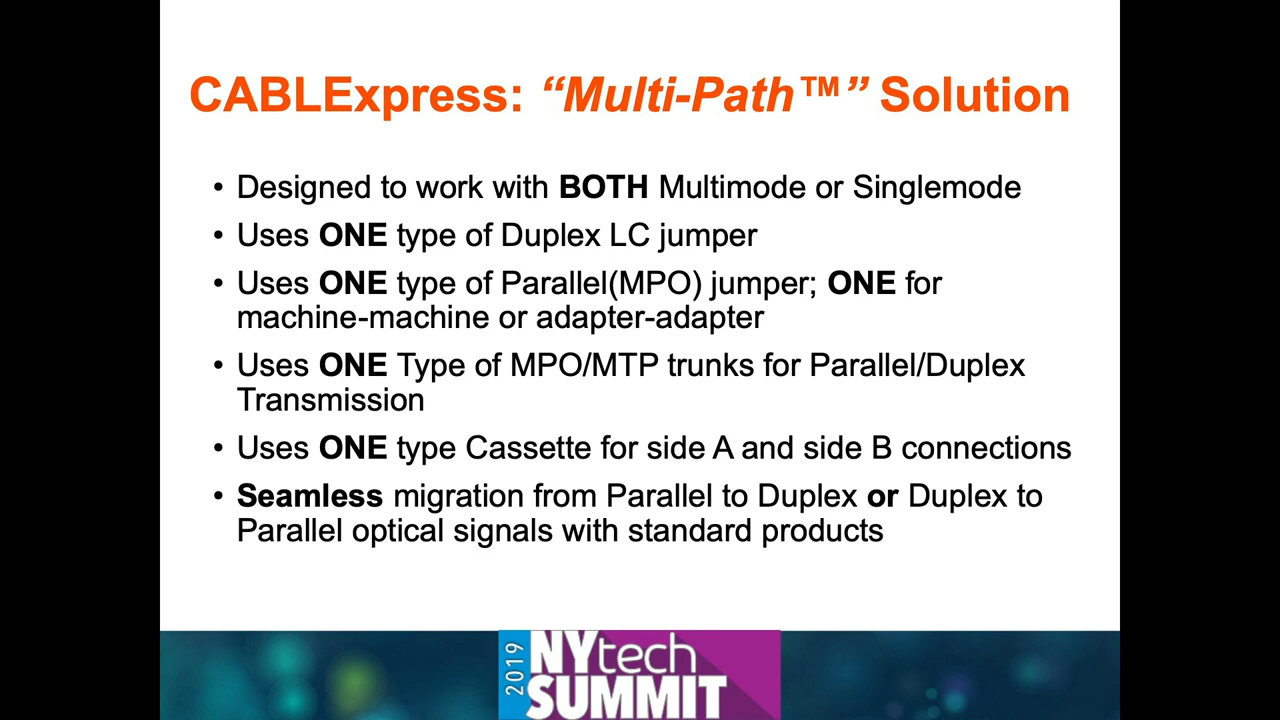 CABLExpress: “Multi-Path™” Solution
• Designed to work with BOTH Multimode or Singlemode
• Uses ONE type of Duplex LC jumper
• Uses ONE type of Parallel(MPO) jumper; ONE for
machine-machine or adapter-adapter
• Uses ONE Type of MPO/MTP trunks for Parallel/Duplex
Transmission
• Uses ONE type Cassette for side A and side B connections
• Seamless migration from Parallel to Duplex or Duplex to
Parallel optical signals with standard products
2019
NYtech
SUMMIT